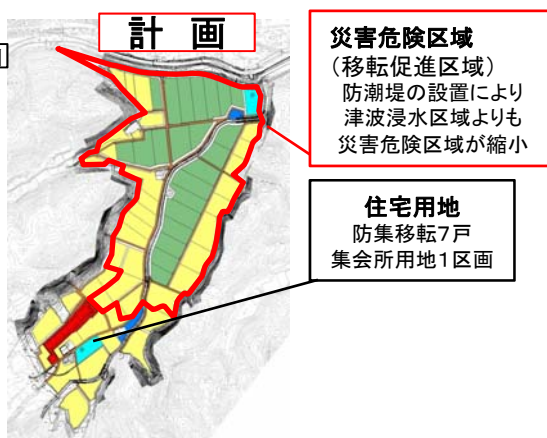 計 画
災害危険区域
（移転促進区域）
防潮堤の設置により
津波浸水区域よりも
災害危険区域が縮小
住宅用地
防集移転7戸
集会所用地1区画